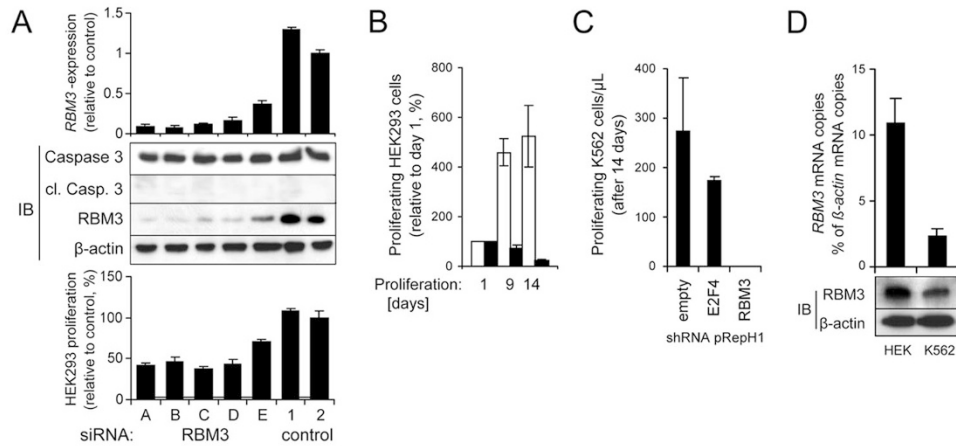 A
RBM3 -expression
(relative to control)
1.5
1
0.5
0
IB
Caspase 3
cl. Casp. 3
RBM3
β-actin
HEK293 proliferation
(relative to control, %)
150
100
50
0
A B C D E 1 2
siRNA: RBM3 control
B
Proliferating HEK293 cells
(relative to day 1, %)
800
600
400
200
0
Proliferation: 1 9 14
[days]
C
Proliferating K562 cells/µL
(after 14 days)
400
300
200
100
0
empty
E2F4
RBM3
shRNA pRepH1
D
RBM3 mRNA copies
% of ß-actin mRNA copies
15
10
5
0
IB
RBM3
β-actin
HEK K562